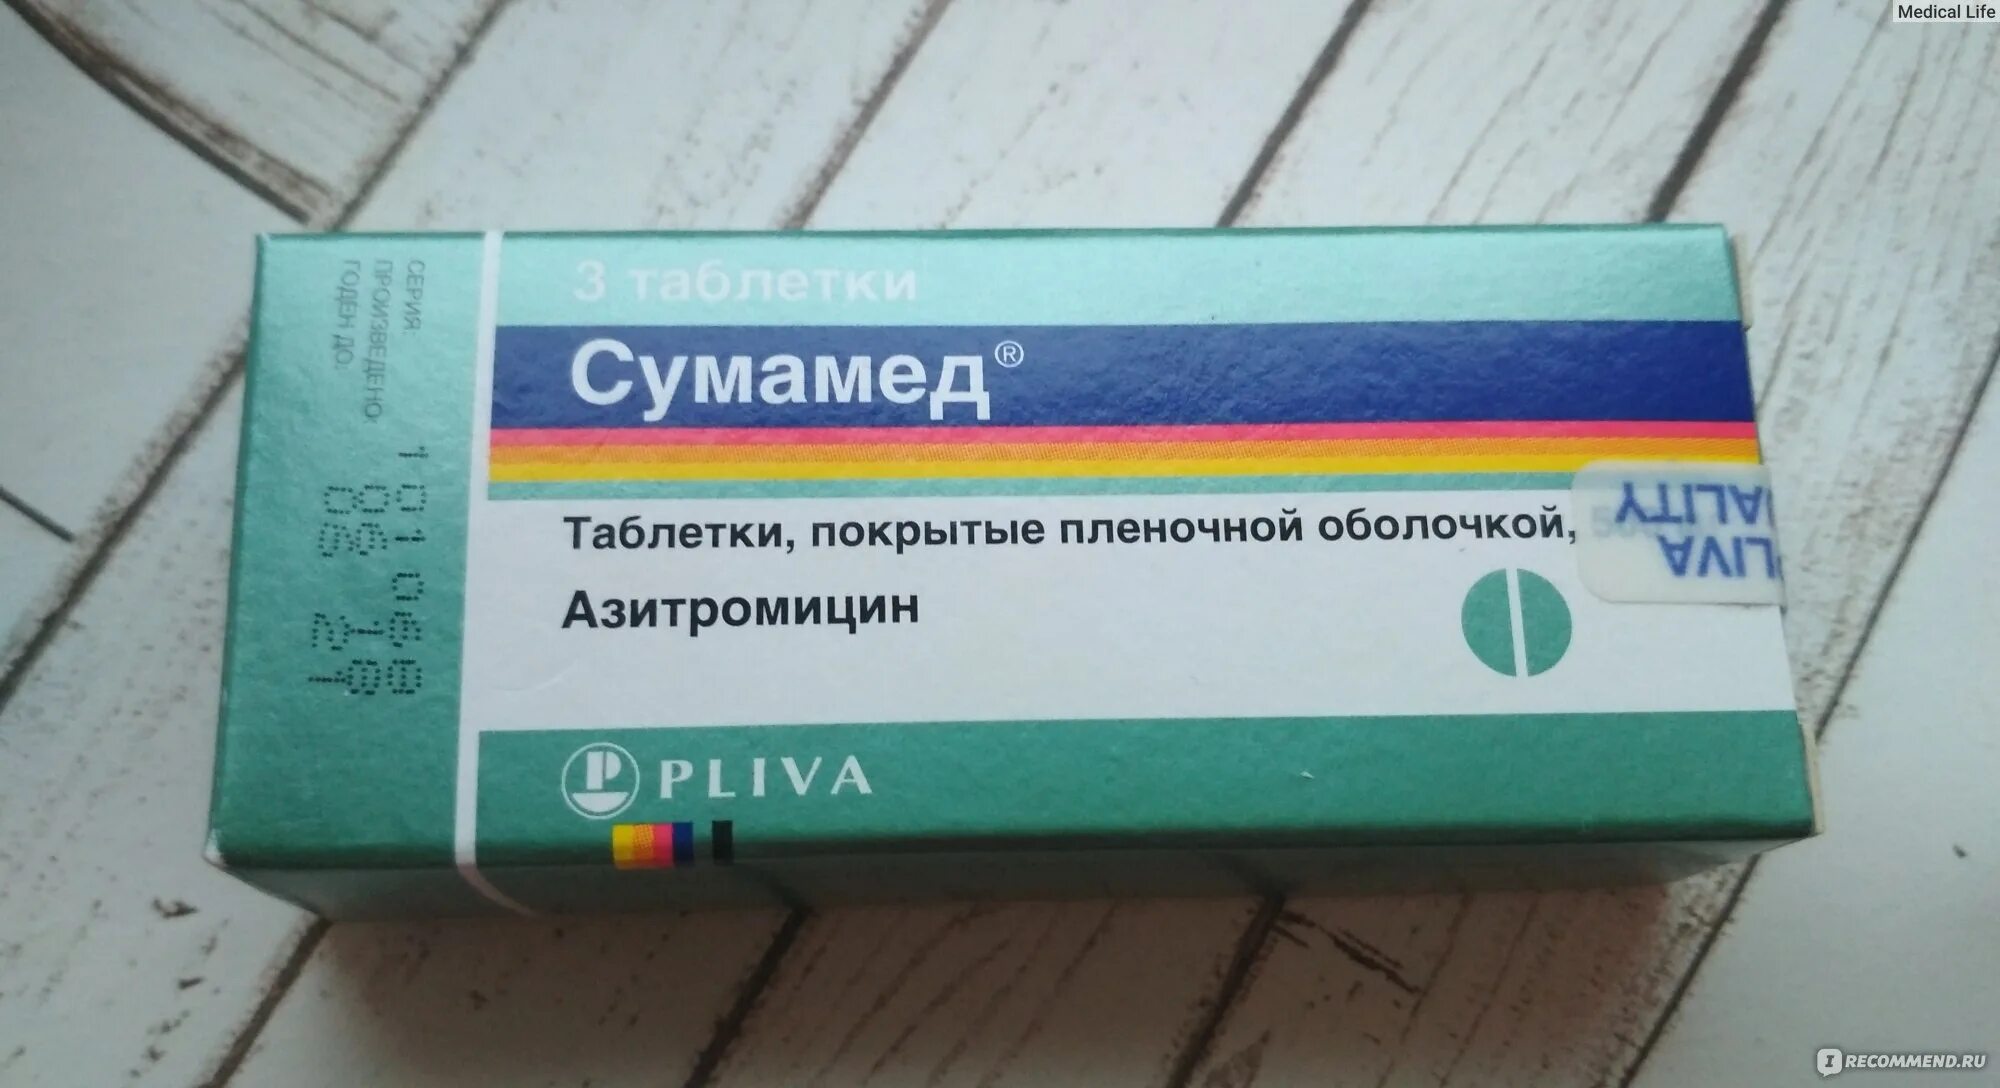 Medical Life
3 таблетки
Сумамед®
Таблетки, покрытые пленочной оболочкой,
Азитромицин
PLIVA
СЕРИЯ:
ПРОИЗВЕДЕНО:
ГОДЕН ДО:
PLIVA
I RECOMMEND.RU